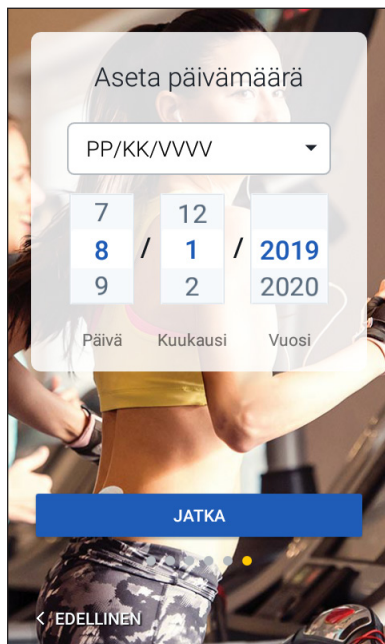 Aseta päivämäärä
PP/KK/VVVV
7 12
8 / 1 / 2019
9 2 2020
Päivä Kuukausi Vuosi
JATKA
< EDELLINEN